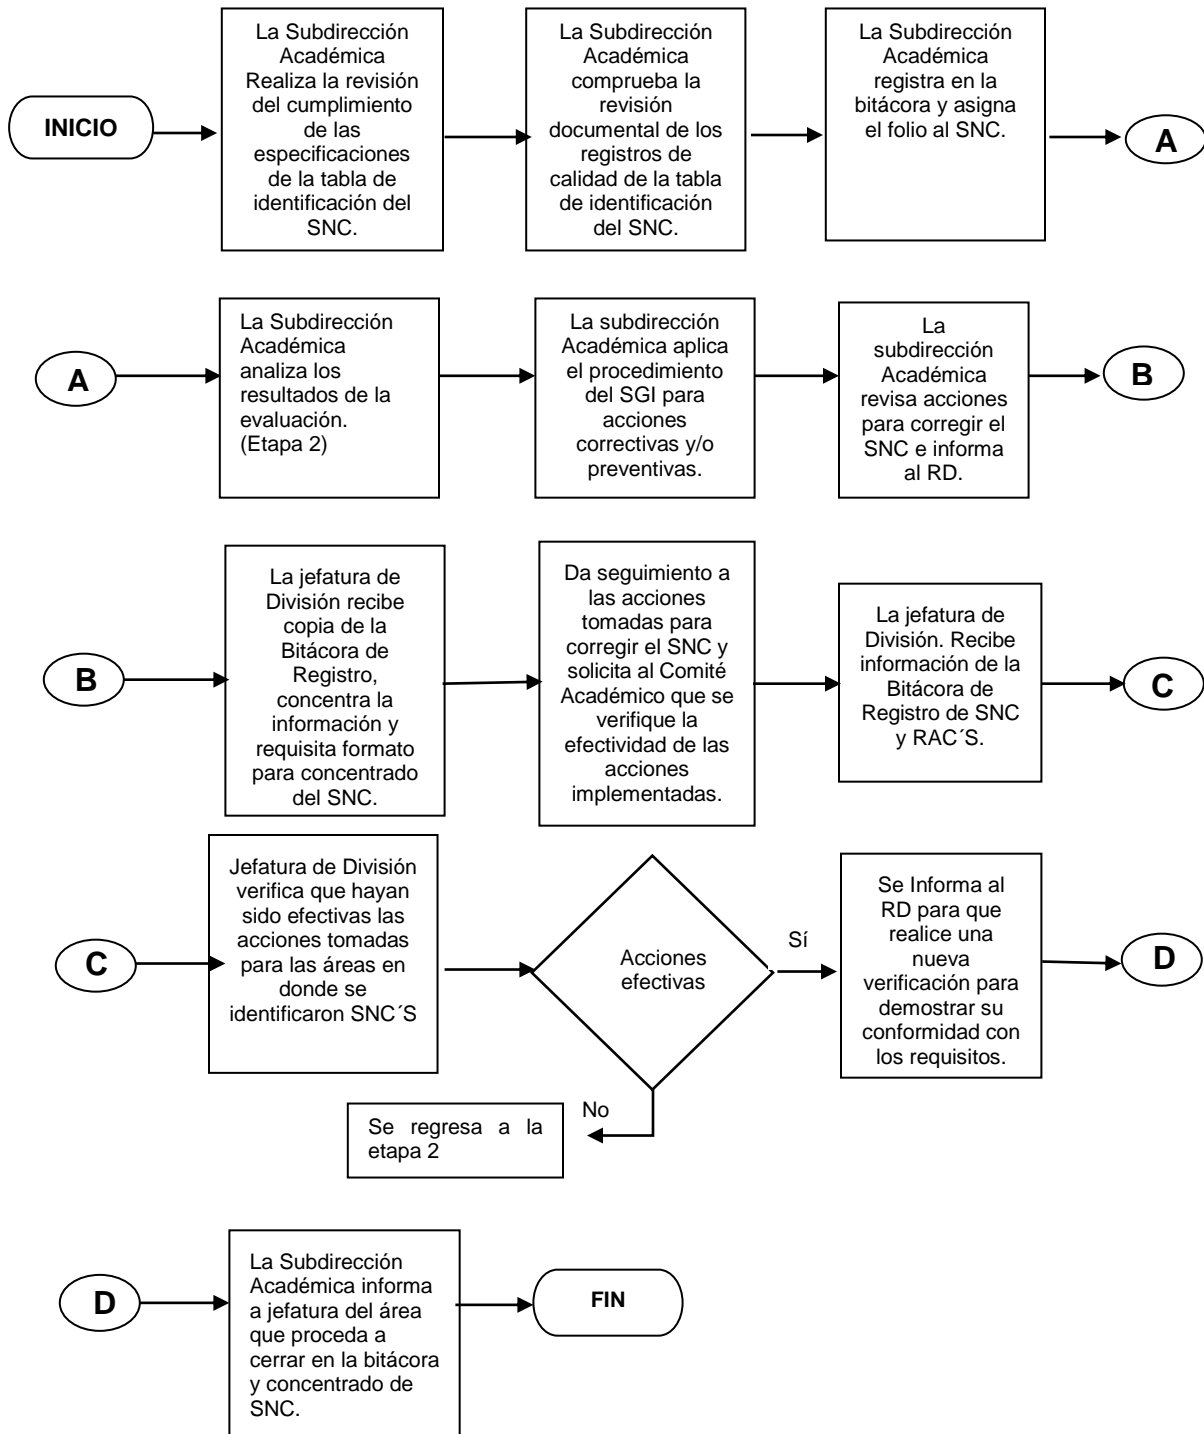 INICIO
La Subdirección
Académica
Realiza la revisión
del cumplimiento
de las
especificaciones
de la tabla de
identificación del
SNC.
La Subdirección
Académica
comprueba la
revisión
documental de los
registros de
calidad de la tabla
de identificación
del SNC.
La Subdirección
Académica
registra en la
bitácora y asigna
el folio al SNC.
A
A
La Subdirección
Académica
analiza los
resultados de la
evaluación.
(Etapa 2)
La subdirección
Académica aplica
el procedimiento
del SGI para
acciones
correctivas y/o
preventivas.
La
subdirección
Académica
revisa acciones
para corregir el
SNC e informa
al RD.
B
B
La jefatura de
División recibe
copia de la
Bitácora de
Registro,
concentra la
información y
requisita formato
para concentrado
del SNC.
Da seguimiento a
las acciones
tomadas para
corregir el SNC y
solicita al Comité
Académico que se
verifique la
efectividad de las
acciones
implementadas.
La jefatura de
División. Recibe
información de la
Bitácora de
Registro de SNC
y RAC´S.
C
C
Jefatura de División
verifica que hayan
sido efectivas las
acciones tomadas
para las áreas en
donde se
identificaron SNC´S
Acciones
efectivas
Sí
Se Informa al
RD para que
realice una
nueva
verificación para
demostrar su
conformidad con
los requisitos.
D
No
Se regresa a la
etapa 2
D
La Subdirección
Académica informa
a jefatura del área
que proceda a
cerrar en la bitácora
y concentrado de
SNC.
FIN